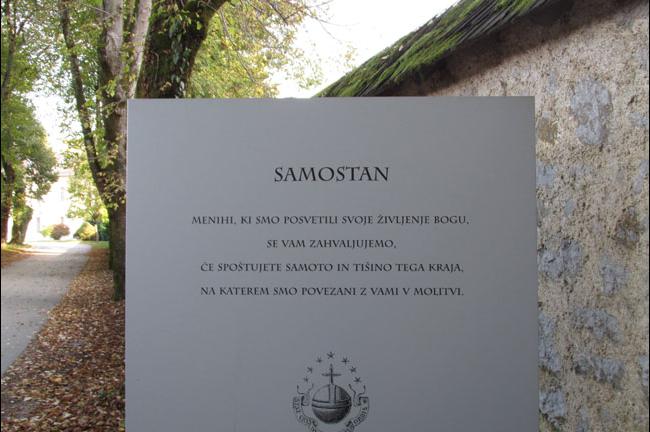 SAMOSTAN
MENIHI, KI SMO POSVETILI SVOJE ŽIVLJENJE BOGU,
SE VAM ZAHVALJUJEMO,
ČE SPOŠTUJETE SAMOTO IN TIŠINO TEGA KRAJA,
NA KATEREM SMO POVEZANI Z VAMI V MOLITVI.